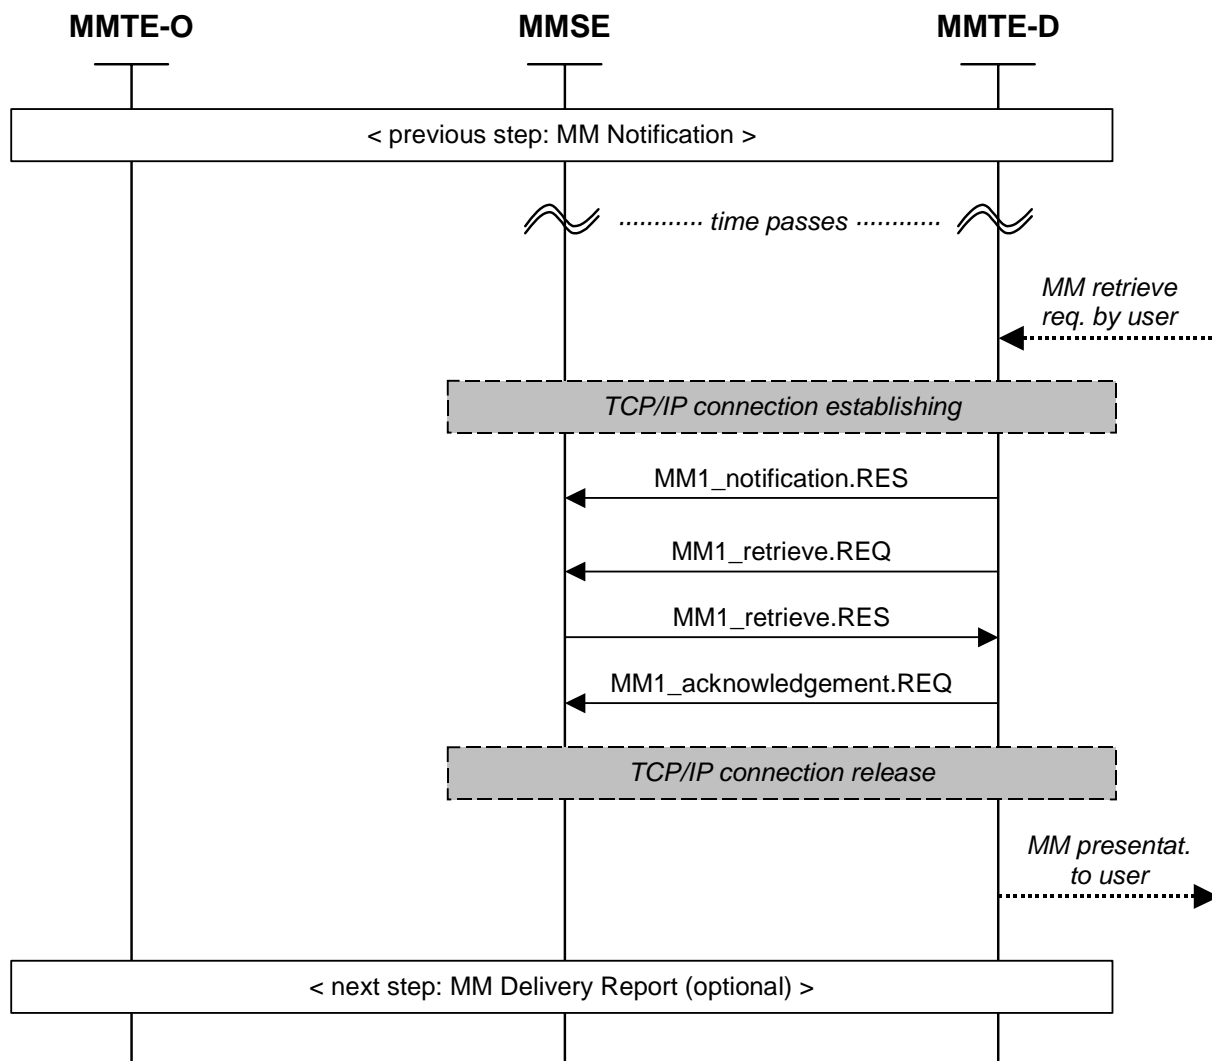 MMTE-O MMSE MMTE-D
< previous step: MM Notification >
············ time passes ············
MM retrieve
req. by user
TCP/IP connection establishing
MM1_notification.RES
MM1_retrieve.REQ
MM1_retrieve.RES
MM1_acknowledgement.REQ
TCP/IP connection release
MM presentat.
to user
< next step: MM Delivery Report (optional) >